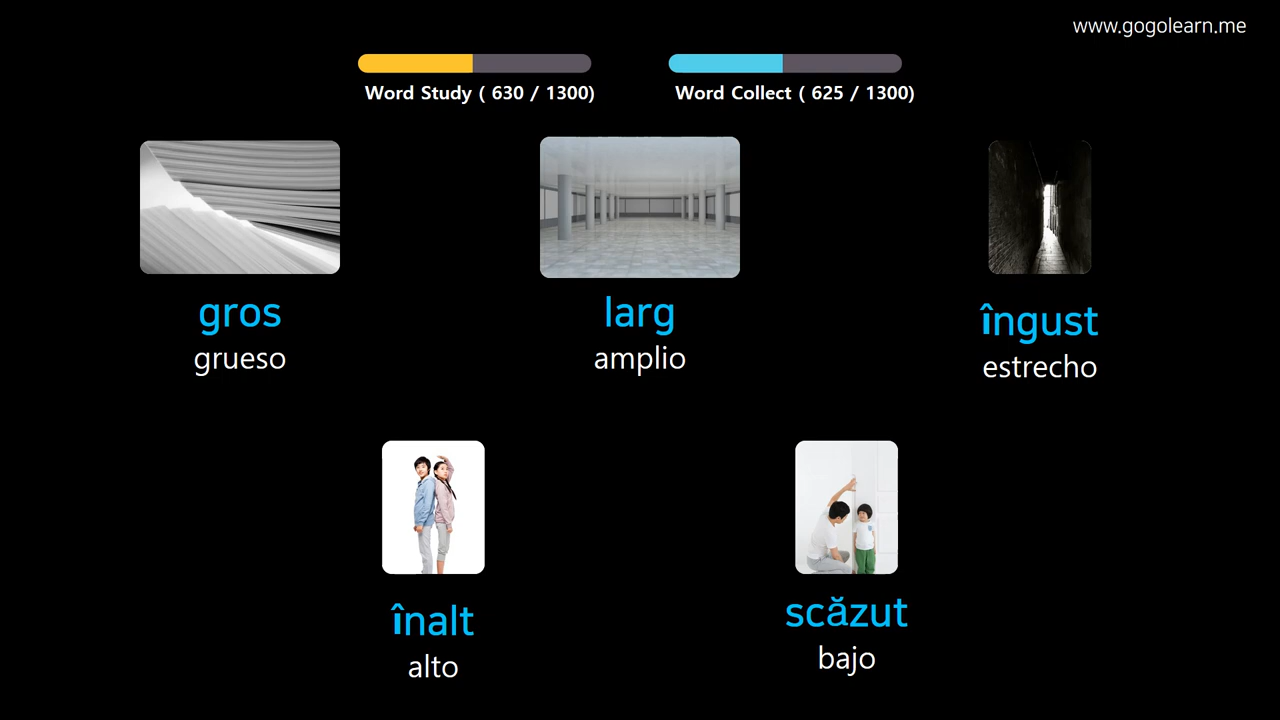 www.gogolearn.me
Word Study ( 630 / 1300)
Word Collect ( 625 / 1300)
gros
grueso
larg
amplio
îngust
estrecho
înalt
alto
scăzut
bajo